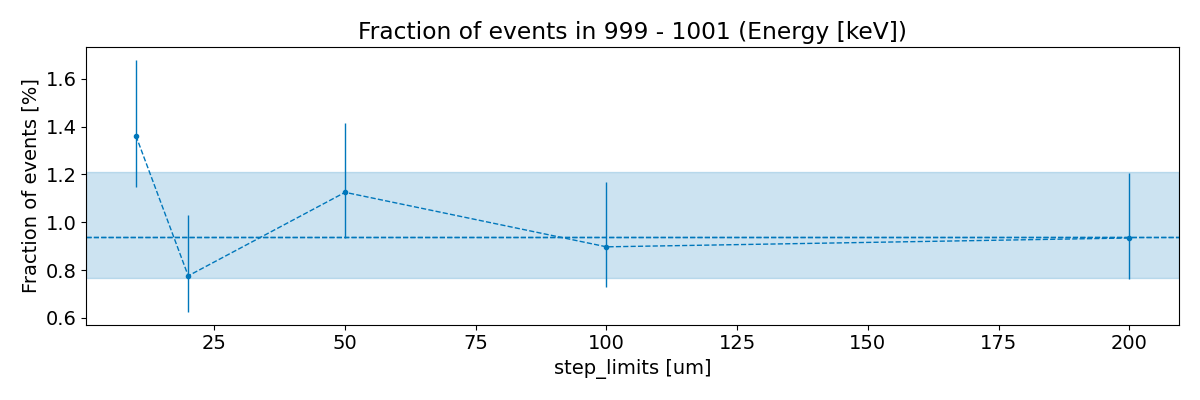 Fraction of events in 999 - 1001 (Energy [keV])
Fraction of events [%]
1.6
1.4
1.2
1.0
0.8
0.6
25 50 75 100 125 150 175 200
step_limits [um]